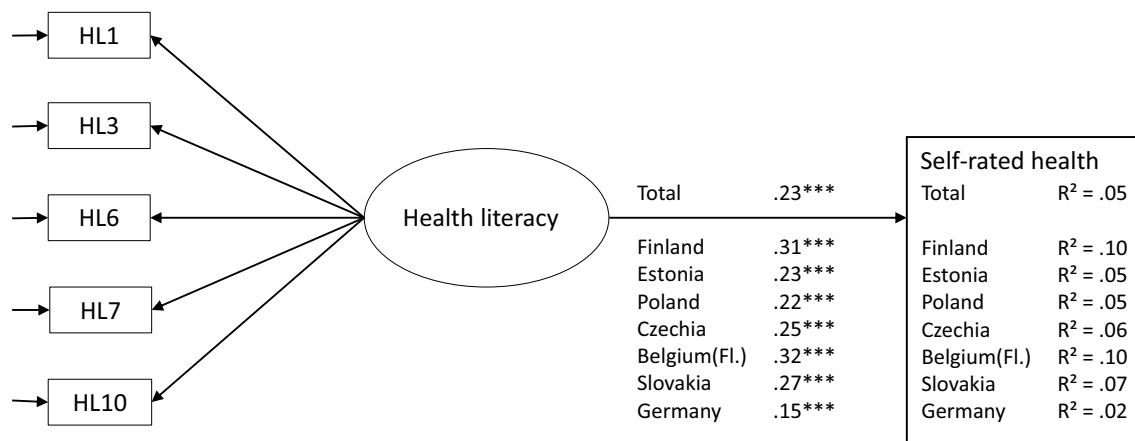 HL1
HL3
HL6
HL7
HL10
Health literacy
Total .23***
Finland .31***
Estonia .23***
Poland .22***
Czechia .25***
Belgium(Fl.) .32***
Slovakia .27***
Germany .15***
Self-rated health
Total R² = .05
Finland R² = .10
Estonia R² = .05
Poland R² = .05
Czechia R² = .06
Belgium(Fl.) R² = .10
Slovakia R² = .07
Germany R² = .02